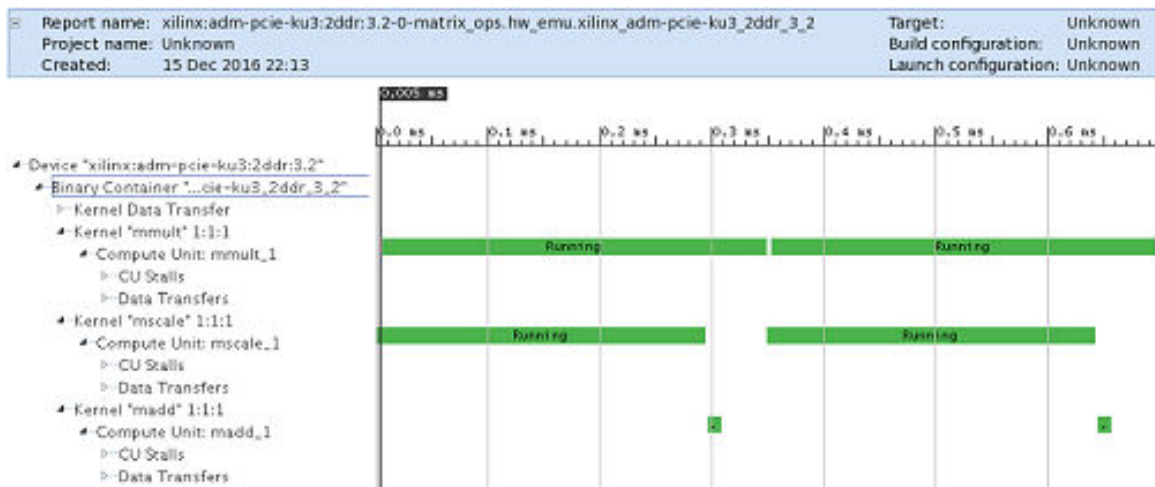 Report name: xilinx:adm-pcie-ku3:2ddr:3.2-0-matrix_ops.hw_emu.xilinx_adm-pcie-ku3_2ddr_3_2 Target: Unknown
Project name: Unknown Build configuration: Unknown
Created: 15 Dec 2016 22:13 Launch configuration: Unknown
0.005 ms
0.0 ms 0.1 ms 0.2 ms 0.3 ms 0.4 ms 0.5 ms 0.6 ms
Device "xilinx:adm-pcie-ku3:2ddr:3.2"
Binary Container "...cie-ku3_2ddr_3_2"
Kernel Data Transfer
Kernel "mmult" 1:1:1
Running Running
Compute Unit: mmult_1
CU Stalls
Data Transfers
Kernel "mscale" 1:1:1
Running Running
Compute Unit: mscale_1
CU Stalls
Data Transfers
Kernel "madd" 1:1:1
Compute Unit: madd_1
CU Stalls
Data Transfers